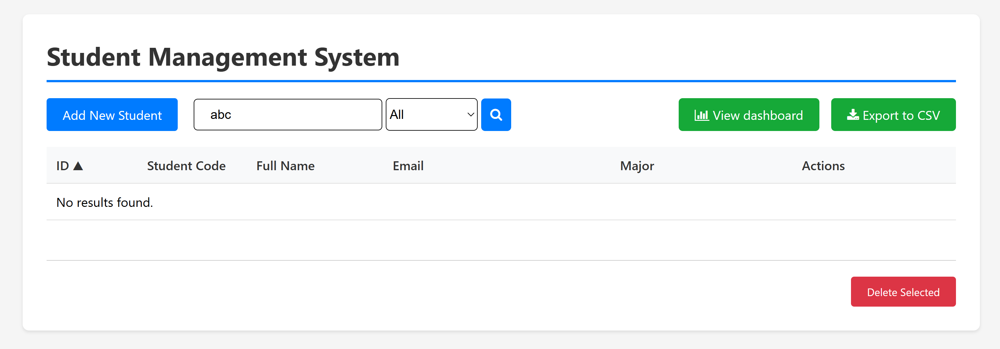 Student Management System
Add New Student abc All View dashboard Export to CSV
ID ▲ Student Code Full Name Email Major Actions
No results found.
Delete Selected